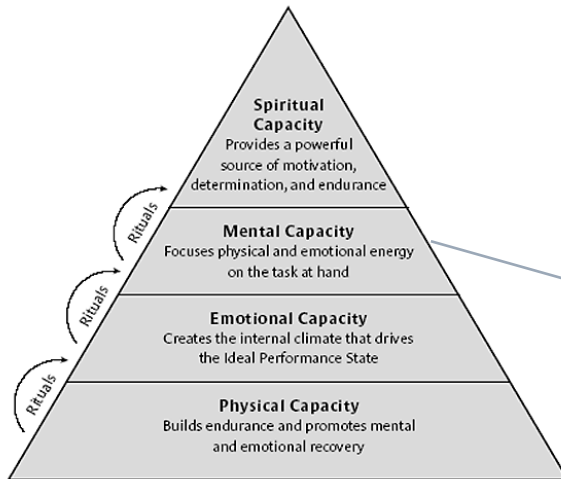 Spiritual
Capacity
Provides a powerful
source of motivation,
determination, and endurance
Rituals
Mental Capacity
Focuses physical and emotional energy
on the task at hand
Rituals
Emotional Capacity
Creates the internal climate that drives
the Ideal Performance State
Rituals
Physical Capacity
Builds endurance and promotes mental
and emotional recovery